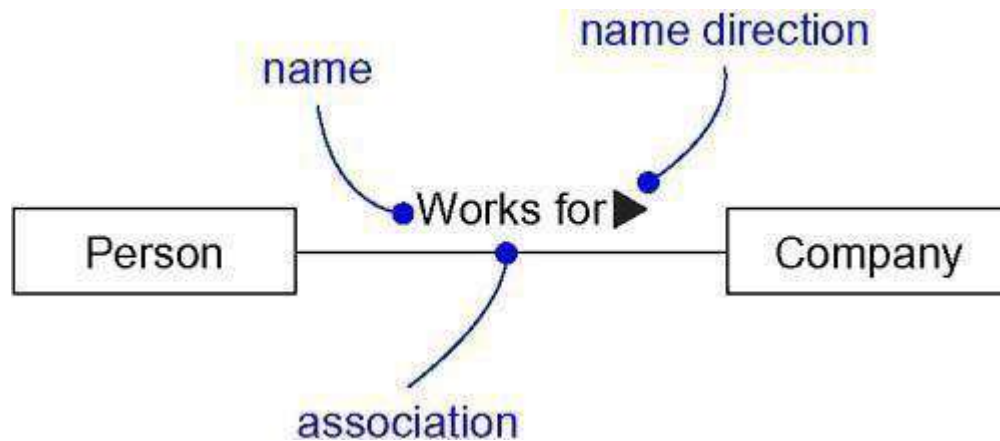 name direction
name
Works for
Person
Company
association